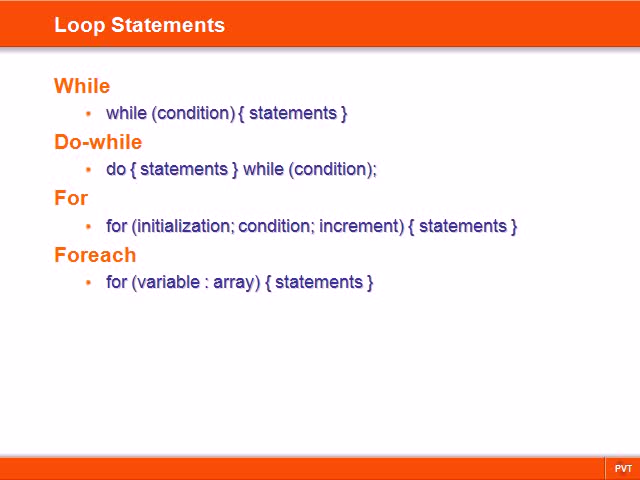 Loop Statements
While
• while (condition) { statements }
Do-while
• do { statements } while (condition);
For
• for (initialization; condition; increment) { statements }
Foreach
• for (variable : array) { statements }
PVT